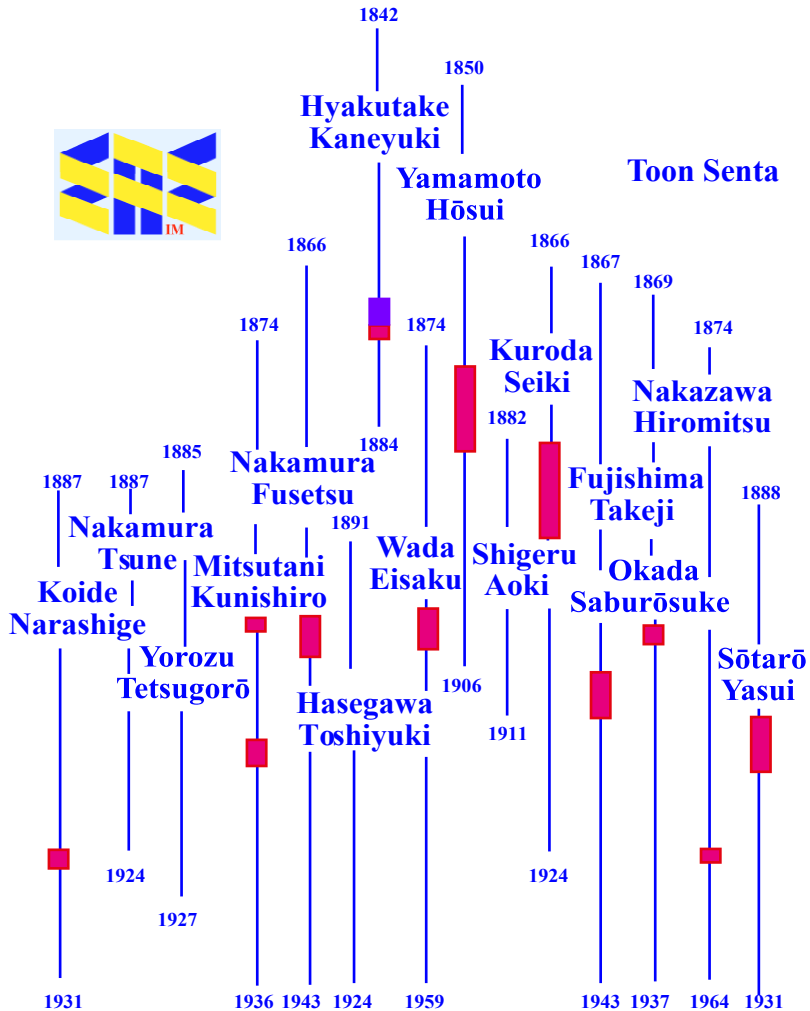 1842
1850
Hyakutake
Kaneyuki
Toon Senta
Yamamoto
Hōsui
IM
1866
1866
1867
1869
1874
1874
1874
Kuroda
Seiki
Nakazawa
Hiromitsu
1882
1884
1885
Nakamura
Fusetsu
Fujishima
Takeji
1887
1887
1888
Nakamura
Tsune
1891
Wada
Eisaku
Shigeru
Aoki
Mitsutani
Kunishiro
Okada
Saburōsuke
Koide
Narashige
Yorozu
Tetsugorō
Sōtarō
Yasui
1906
Hasegawa
Toshiyuki
1911
1924
1924
1927
1931
1936
1943
1924
1959
1943
1937
1964
1931